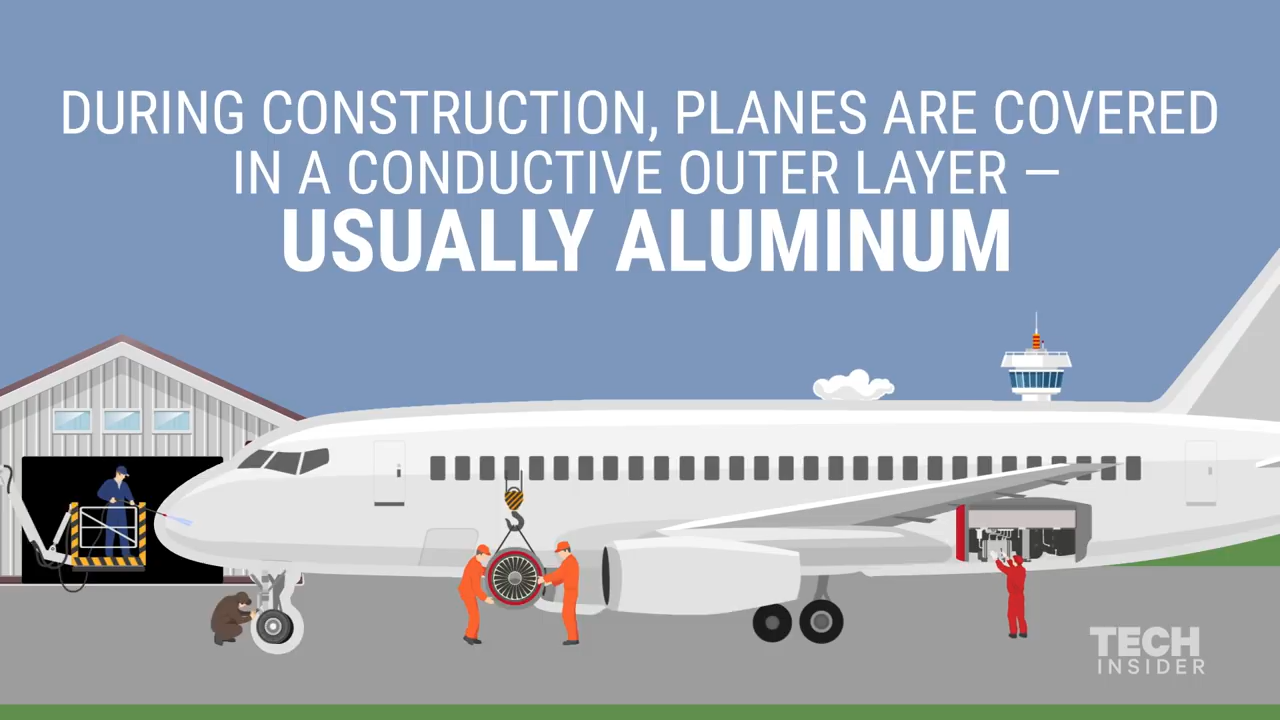 DURING CONSTRUCTION, PLANES ARE COVERED
IN A CONDUCTIVE OUTER LAYER –
USUALLY ALUMINUM
TECH
INSIDER